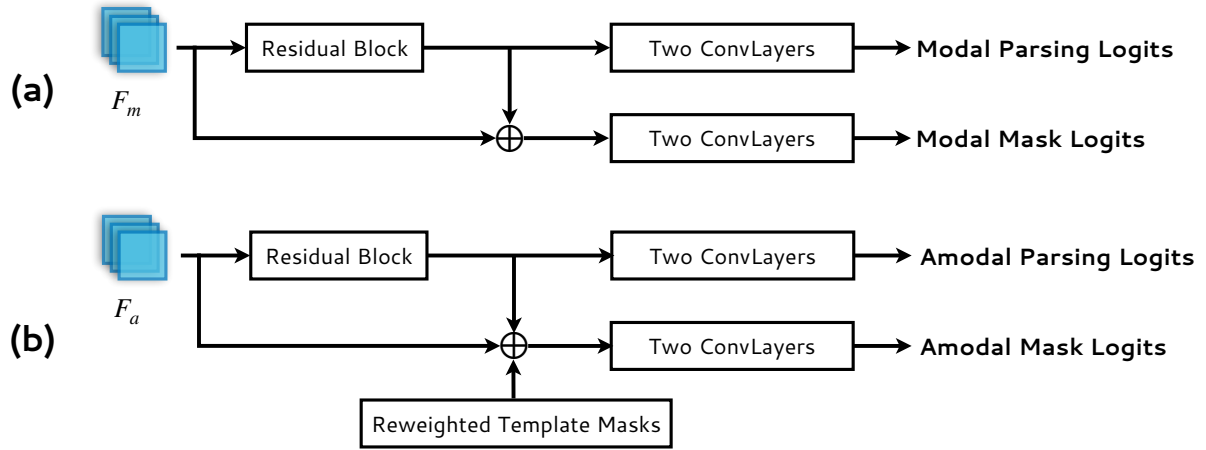 Residual Block
Two ConvLayers
Modal Parsing Logits
(a)
F_m
Two ConvLayers
Modal Mask Logits
Residual Block
Two ConvLayers
Amodal Parsing Logits
F_a
(b)
Two ConvLayers
Amodal Mask Logits
Reweighted Template Masks